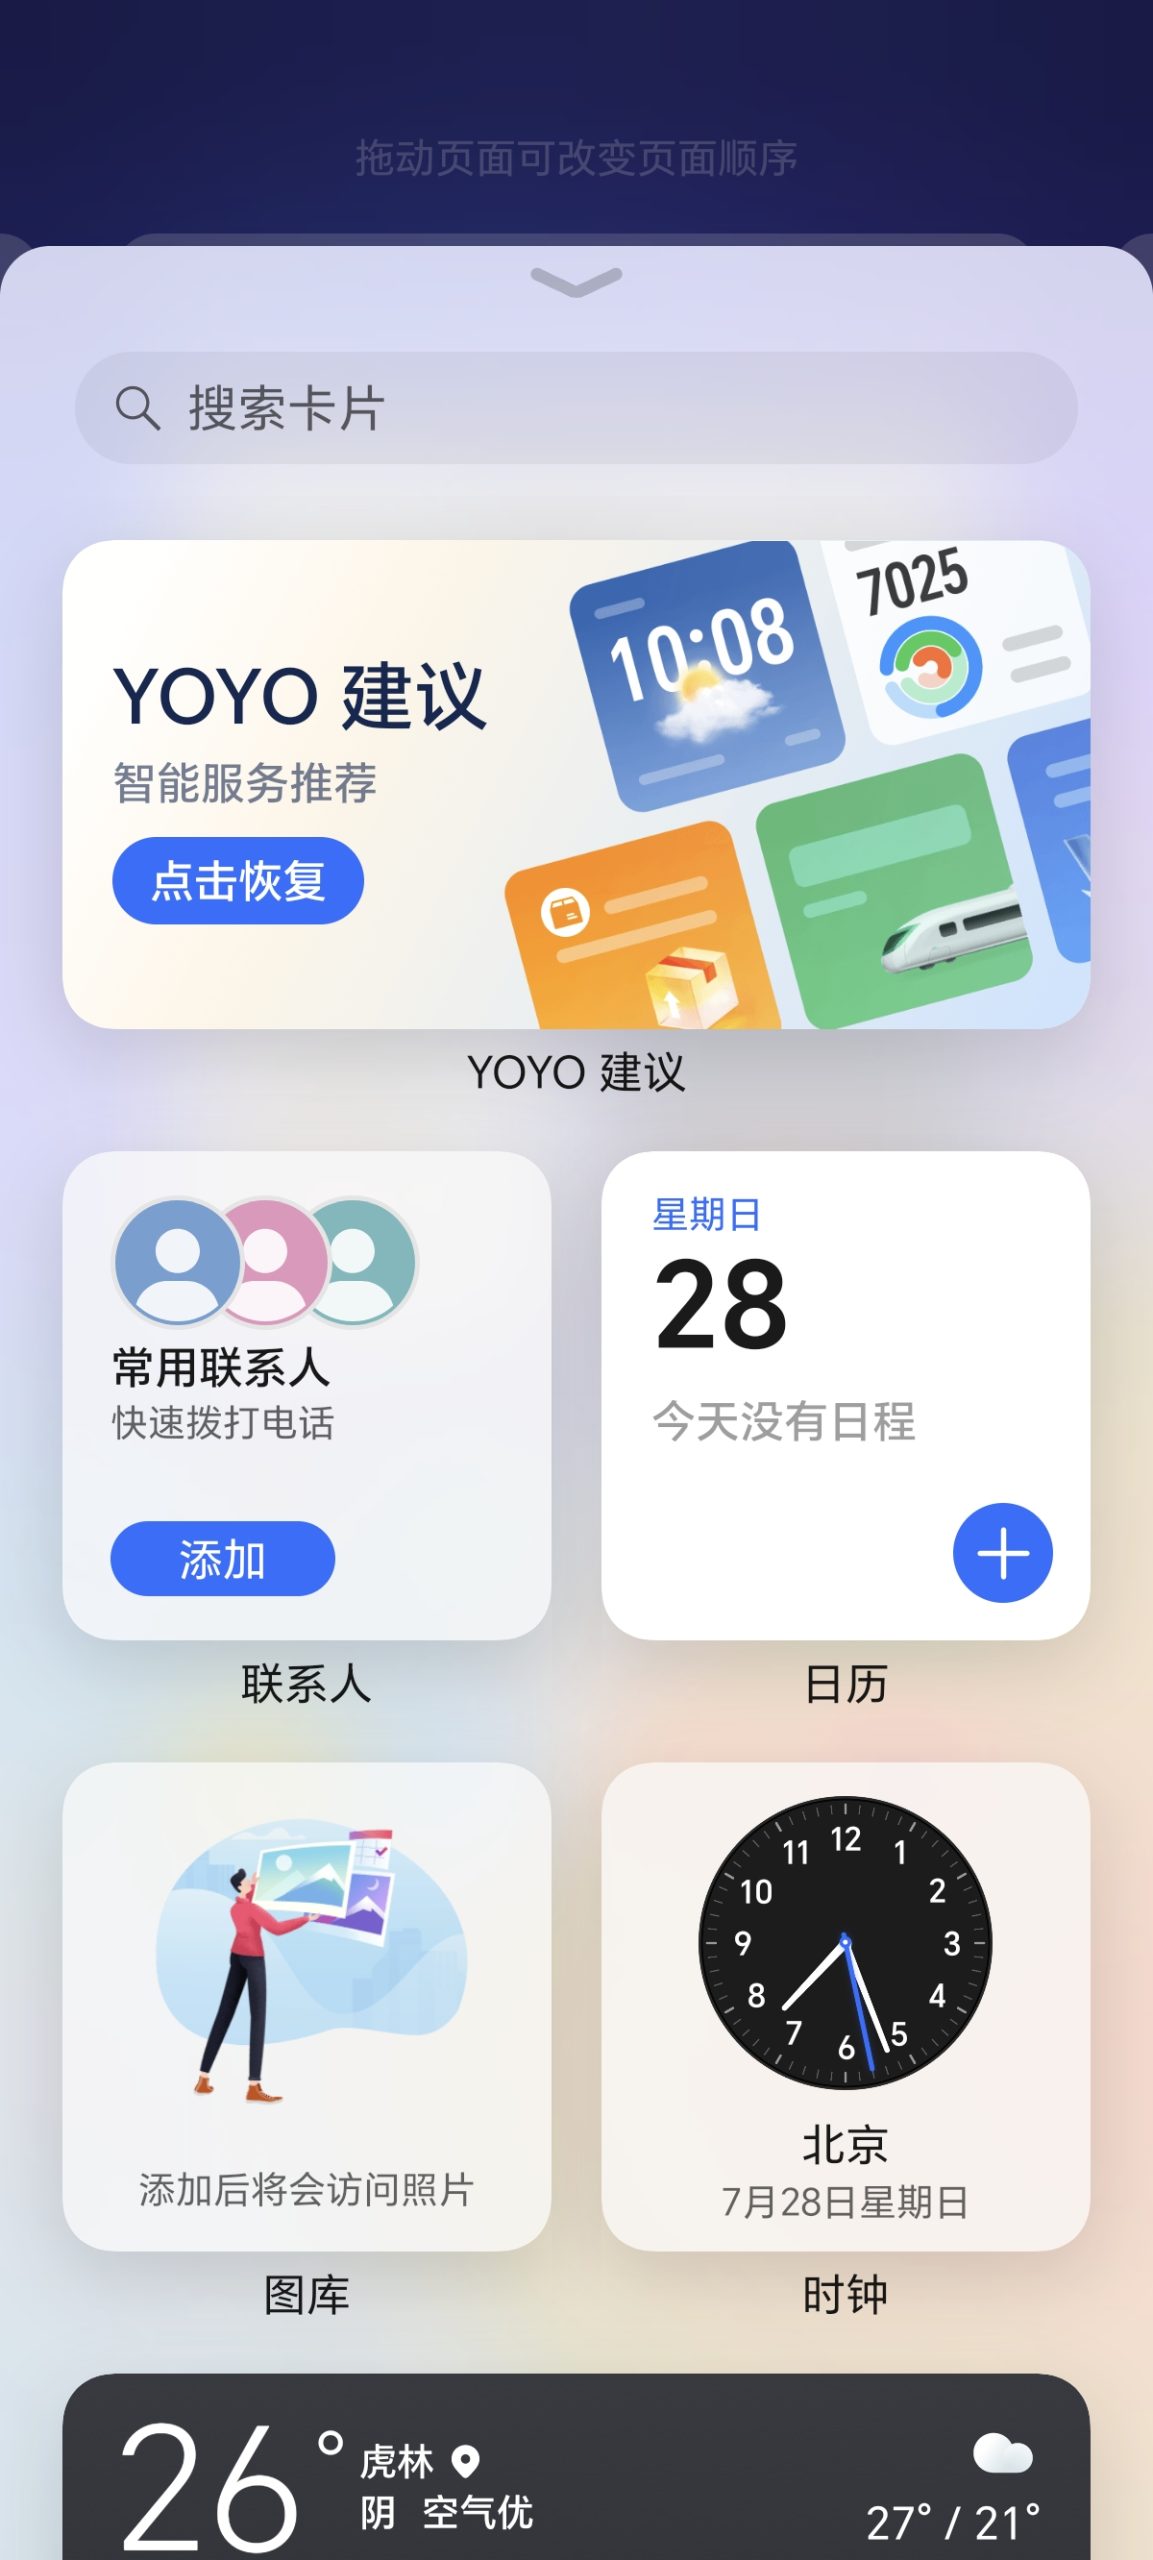 拖动页面可改变页面顺序
搜索卡片
10:08
7025
YOYO 建议
智能服务推荐
点击恢复
YOYO 建议
常用联系人
快速拨打电话
添加
联系人
星期日
28
今天没有日程
日历
添加后将会访问照片
图库
12
1
2
3
4
5
6
7
8
9
10
11
北京
7月28日星期日
时钟
26°
虎林
阴 空气优
27° / 21°